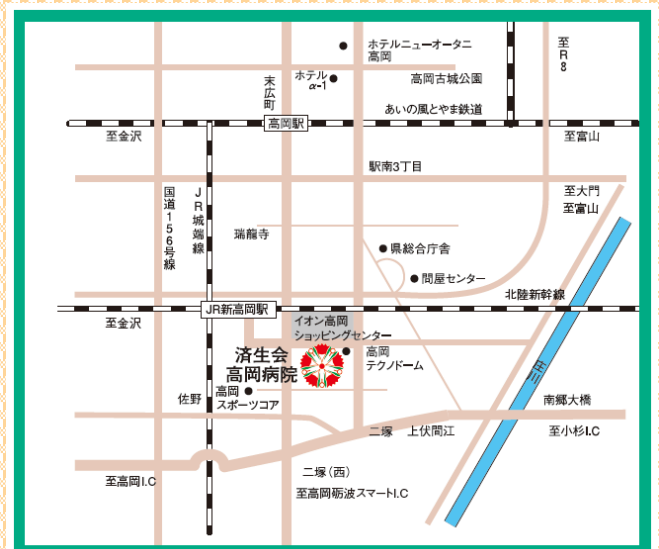 ホテルニューオータニ
高岡
至R8
末広町
ホテル
α-1
高岡古城公園
あいの風とやま鉄道
高岡駅
至金沢
至富山
駅南3丁目
国道156号線
JR城端線
至大門
至富山
瑞龍寺
県総合庁舎
問屋センター
北陸新幹線
JR新高岡駅
至金沢
イオン高岡
ショッピングセンター
済生会
高岡病院
高岡
テクノドーム
庄川
佐野
高岡
スポーツコア
南郷大橋
二塚
上伏間江
至小杉I.C
至高岡I.C
二塚(西)
至高岡砺波スマートI.C